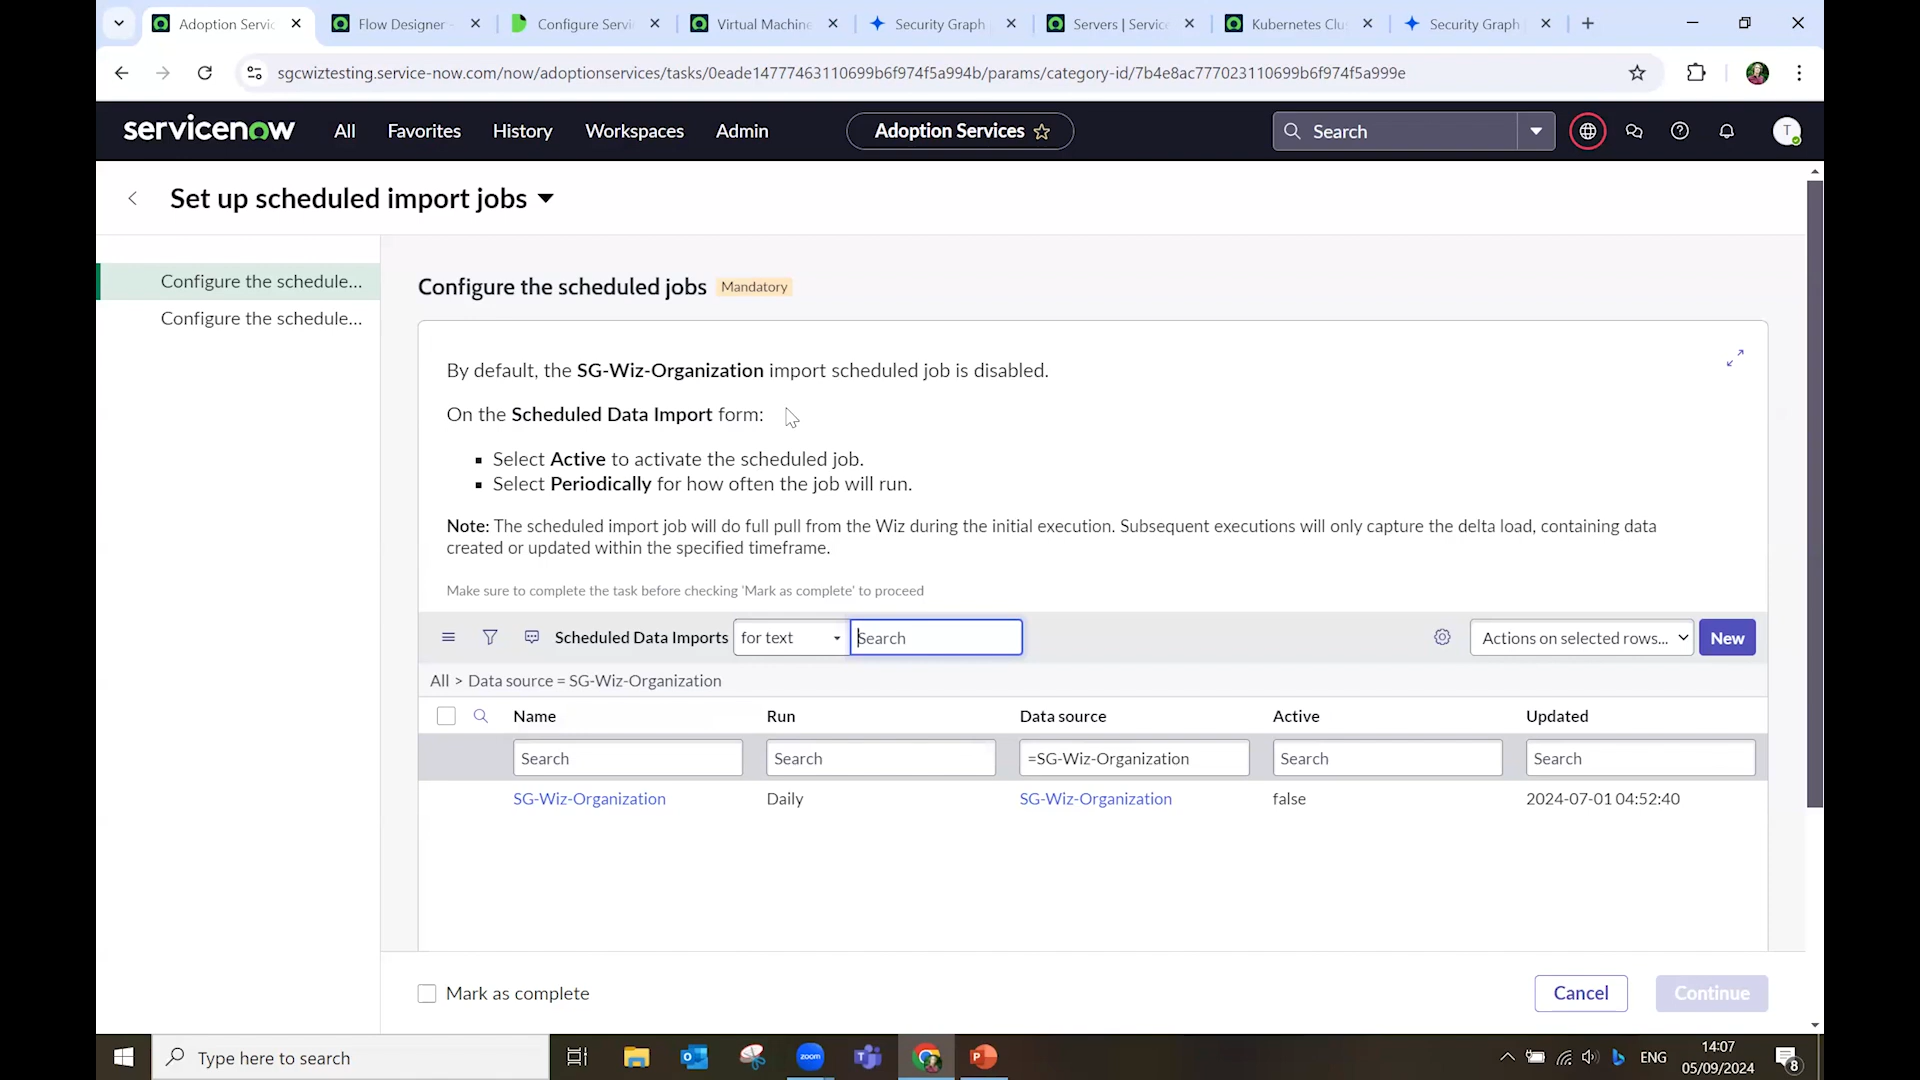 Adoption Servic
Flow Designer -
Configure Servi
Virtual Machine
Security Graph
Servers | Service
Kubernetes Clu
Security Graph
sgcwiztesting.service-now.com/now/adoptionservices/tasks/0eade14777463110699b6f974f5a994b/params/category-id/7b4e8ac777023110699b6f974f5a999e
servicenow
All
Favorites
History
Workspaces
Admin
Adoption Services
Search
T
Set up scheduled import jobs
Configure the schedule...
Configure the schedule...
Configure the scheduled jobs Mandatory
By default, the SG-Wiz-Organization import scheduled job is disabled.
On the Scheduled Data Import form:
Select Active to activate the scheduled job.
Select Periodically for how often the job will run.
Note: The scheduled import job will do full pull from the Wiz during the initial execution. Subsequent executions will only capture the delta load, containing data
created or updated within the specified timeframe.
Make sure to complete the task before checking 'Mark as complete' to proceed
Scheduled Data Imports for text Search Actions on selected rows... New
All > Data source = SG-Wiz-Organization
Name Run Data source Active Updated
Search Search =SG-Wiz-Organization Search Search
SG-Wiz-Organization Daily SG-Wiz-Organization false 2024-07-01 04:52:40
Mark as complete
Cancel
Continue
Type here to search
zoom
ENG
14:07
05/09/2024
8